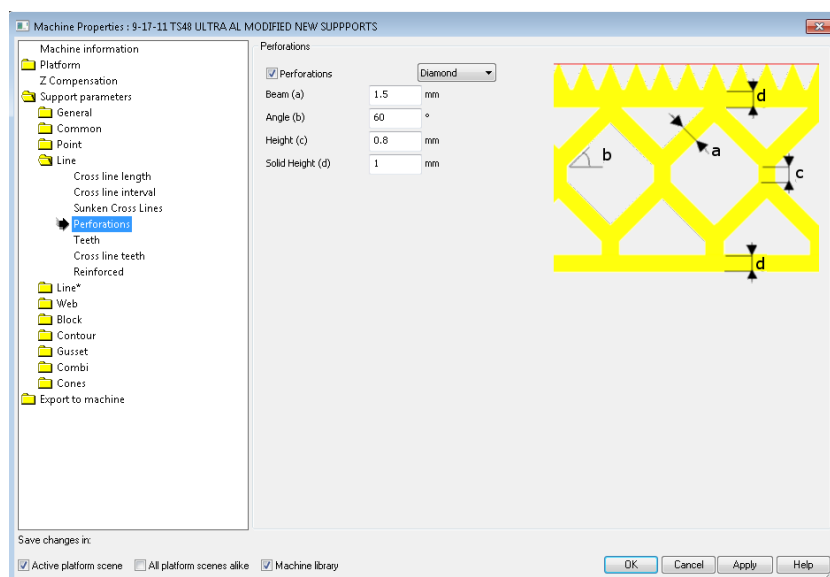 Machine Properties : 9-17-11 TS48 ULTRA AL MODIFIED NEW SUPPPORTS
Machine information
Platform
Z Compensation
Support parameters
General
Common
Point
Line
Cross line length
Cross line interval
Sunken Cross Lines
Perforations
Teeth
Cross line teeth
Reinforced
Line*
Web
Block
Contour
Gusset
Combi
Cones
Export to machine
Perforations
Perforations Diamond
Beam (a) 1.5 mm
Angle (b) 60 °
Height (c) 0.8 mm
Solid Height (d) 1 mm
d
a
b
c
d
Save changes in:
Active platform scene All platform scenes alike Machine library
OK Cancel Apply Help